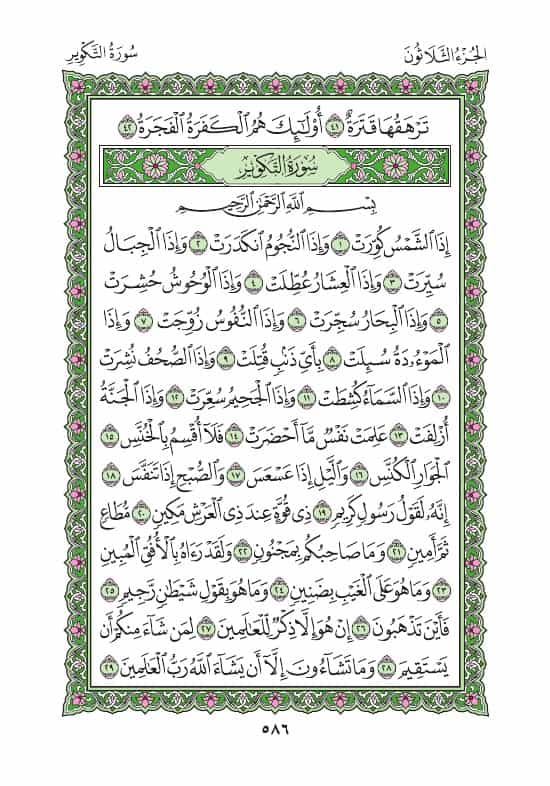 الجُزءُ الثَّلَاثُونَ
سُورَةُ التَّكْوِيرِ
تَرْهَقُهَا قَتَرَةٌ ٤١ أُوْلَٰٓئِكَ هُمُ ٱلْكَفَرَةُ ٱلْفَجَرَةُ ٤٢
سُورَةُ التَّكْوِيرِ
بِسْمِ ٱللَّهِ ٱلرَّحْمَٰنِ ٱلرَّحِيمِ
إِذَا ٱلشَّمْسُ كُوِّرَتْ ١ وَإِذَا ٱلنُّجُومُ ٱنكَدَرَتْ ٢ وَإِذَا ٱلْجِبَالُ
سُيِّرَتْ ٣ وَإِذَا ٱلْعِشَارُ عُطِّلَتْ ٤ وَإِذَا ٱلْوُحُوشُ حُشِرَتْ
٥ وَإِذَا ٱلْبِحَارُ سُجِّرَتْ ٦ وَإِذَا ٱلنُّفُوسُ زُوِّجَتْ ٧ وَإِذَا
ٱلْمَوْءُۥدَةُ سُئِلَتْ ٨ بِأَيِّ ذَنۢبٍ قُتِلَتْ ٩ وَإِذَا ٱلصُّحُفُ نُشِرَتْ
١٠ وَإِذَا ٱلسَّمَآءُ كُشِطَتْ ١١ وَإِذَا ٱلْجَحِيمُ سُعِّرَتْ ١٢ وَإِذَا ٱلْجَنَّةُ
أُزْلِفَتْ ١٣ عَلِمَتْ نَفْسٌ مَّآ أَحْضَرَتْ ١٤ فَلَآ أُقْسِمُ بِٱلْخُنَّسِ ١٥
ٱلْجَوَارِ ٱلْكُنَّسِ ١٦ وَٱلَّيْلِ إِذَا عَسْعَسَ ١٧ وَٱلصُّبْحِ إِذَا تَنَفَّسَ ١٨
إِنَّهُۥ لَقَوْلُ رَسُولٍ كَرِيمٍ ١٩ ذِي قُوَّةٍ عِندَ ذِي ٱلْعَرْشِ مَكِينٍ ٢٠ مُّطَاعٍ
ثَمَّ أَمِينٍ ٢١ وَمَا صَاحِبُكُم بِمَجْنُونٍ ٢٢ وَلَقَدْ رَءَاهُ بِٱلْأُفُقِ ٱلْمُبِينِ
٢٣ وَمَا هُوَ عَلَى ٱلْغَيْبِ بِضَنِينٍ ٢٤ وَمَا هُوَ بِقَوْلِ شَيْطَٰنٍ رَّجِيمٍ ٢٥
فَأَيْنَ تَذْهَبُونَ ٢٦ إِنْ هُوَ إِلَّا ذِكْرٌ لِّلْعَٰلَمِينَ ٢٧ لِمَن شَآءَ مِنكُمْ أَن
يَسْتَقِيمَ ٢٨ وَمَا تَشَآءُونَ إِلَّآ أَن يَشَآءَ ٱللَّهُ رَبُّ ٱلْعَٰلَمِينَ ٢٩
٥٨٦